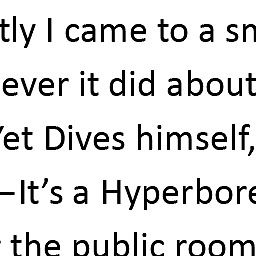 tly I came to a sm
ever it did about
Yet Dives himself,
–It's a Hyperbore
the public room